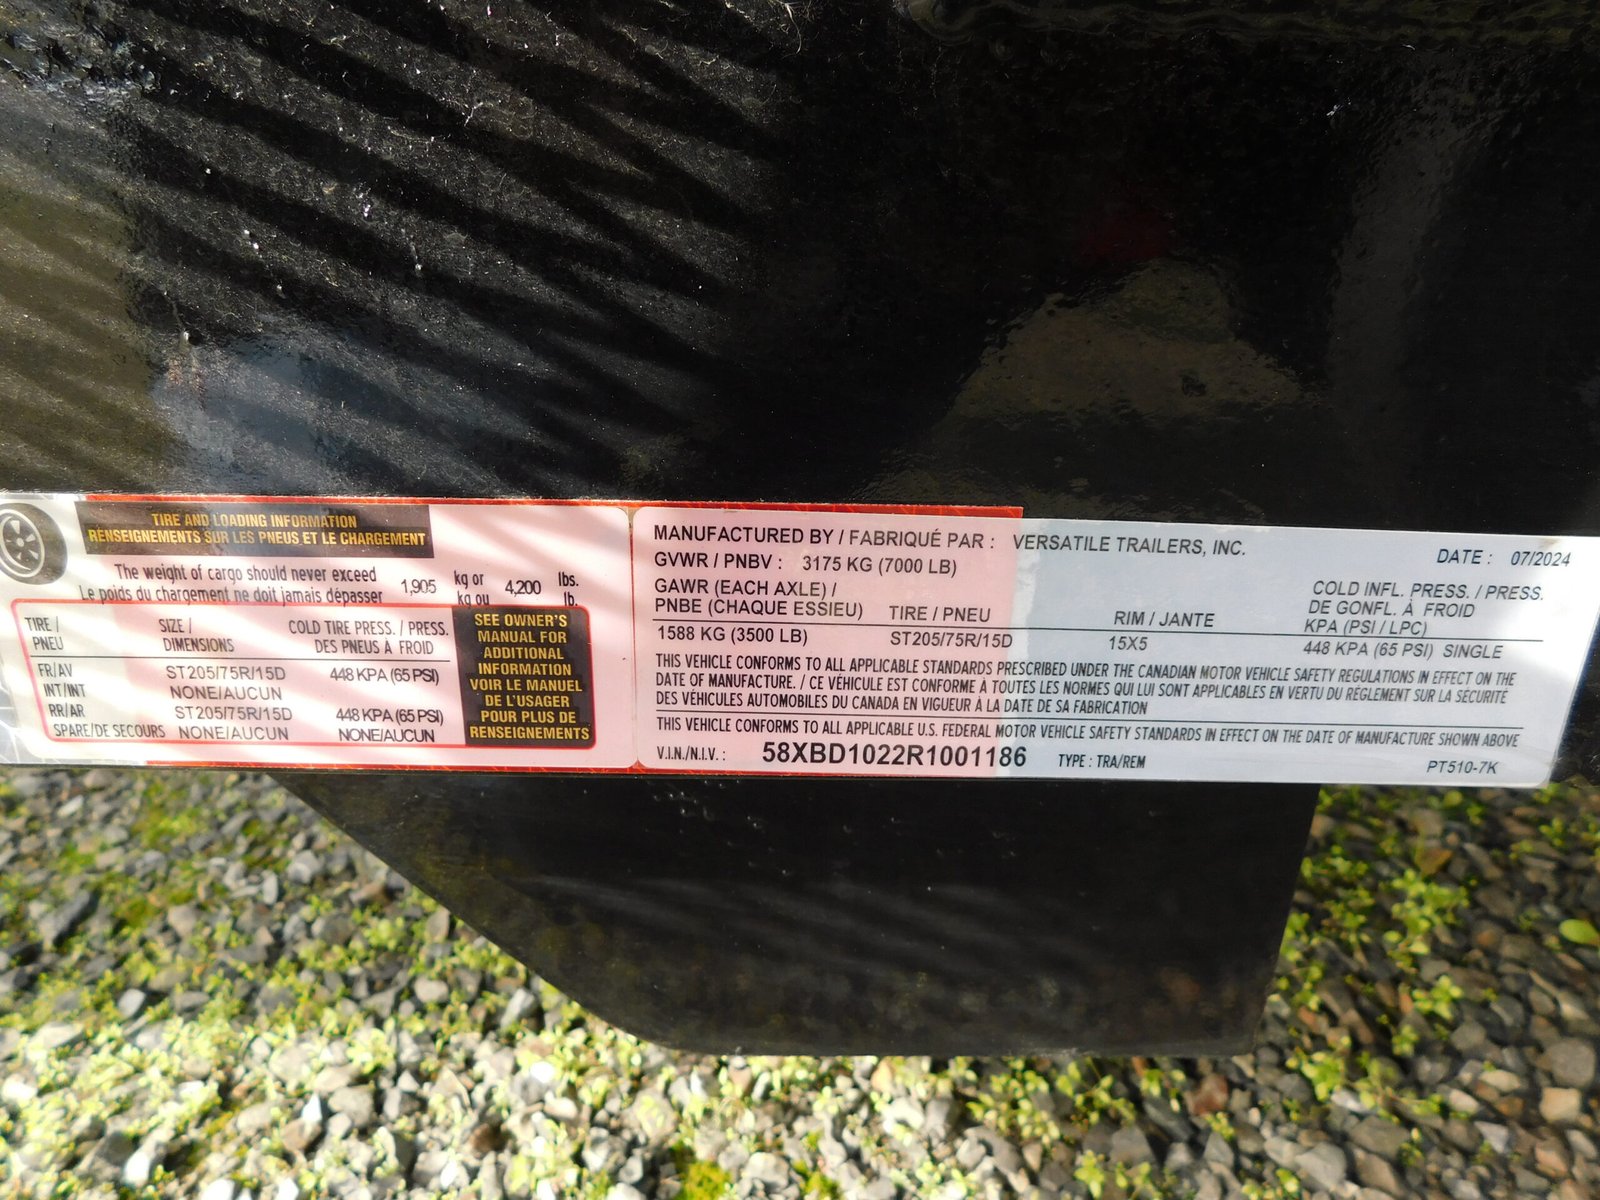 TIRE AND LOADING INFORMATION
RENSEIGNEMENTS SUR LES PNEUS ET LE CHARGEMENT
The weight of cargo should never exceed
Le poids du chargement ne doit jamais dépasser
1,905 kg or 4,200 lbs.
kg ou lb.
TIRE / SIZE / COLD TIRE PRESS. / PRESS.
PNEU DIMENSIONS DES PNEUS À FROID
FR/AV ST205/75R/15D 448 KPA (65 PSI)
INT/INT NONE/AUCUN
RR/AR ST205/75R/15D 448 KPA (65 PSI)
SPARE/DE SECOURS NONE/AUCUN NONE/AUCUN
SEE OWNER'S
MANUAL FOR
ADDITIONAL
INFORMATION
VOIR LE MANUEL
DE L'USAGER
POUR PLUS DE
RENSEIGNEMENTS
MANUFACTURED BY / FABRIQUÉ PAR : VERSATILE TRAILERS, INC. DATE : 07/2024
GVWR / PNBV : 3175 KG (7000 LB)
GAWR (EACH AXLE) /
PNBE (CHAQUE ESSIEU) TIRE / PNEU RIM / JANTE
COLD INFL. PRESS. / PRESS.
DE GONFL. À FROID
KPA (PSI / LPC)
1588 KG (3500 LB) ST205/75R/15D 15X5 448 KPA (65 PSI) SINGLE
THIS VEHICLE CONFORMS TO ALL APPLICABLE STANDARDS PRESCRIBED UNDER THE CANADIAN MOTOR VEHICLE SAFETY REGULATIONS IN EFFECT ON THE
DATE OF MANUFACTURE. / CE VÉHICULE EST CONFORME À TOUTES LES NORMES QUI LUI SONT APPLICABLES EN VERTU DU RÈGLEMENT SUR LA SÉCURITÉ
DES VÉHICULES AUTOMOBILES DU CANADA EN VIGUEUR À LA DATE DE SA FABRICATION
THIS VEHICLE CONFORMS TO ALL APPLICABLE U.S. FEDERAL MOTOR VEHICLE SAFETY STANDARDS IN EFFECT ON THE DATE OF MANUFACTURE SHOWN ABOVE
V.I.N./N.I.V. : 58XBD1022R1001186 TYPE : TRA/REM PT510-7K